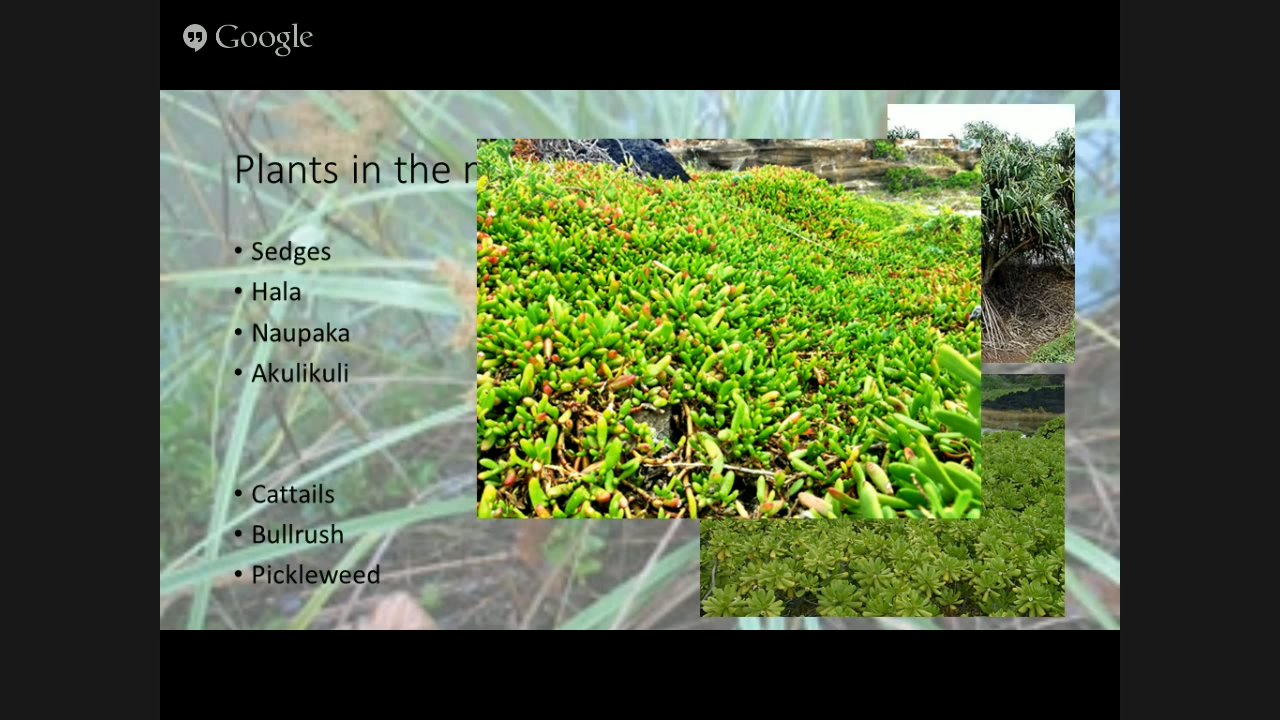 Google
Plants in the
• Sedges
• Hala
• Naupaka
• Akulikuli
• Cattails
• Bullrush
• Pickleweed